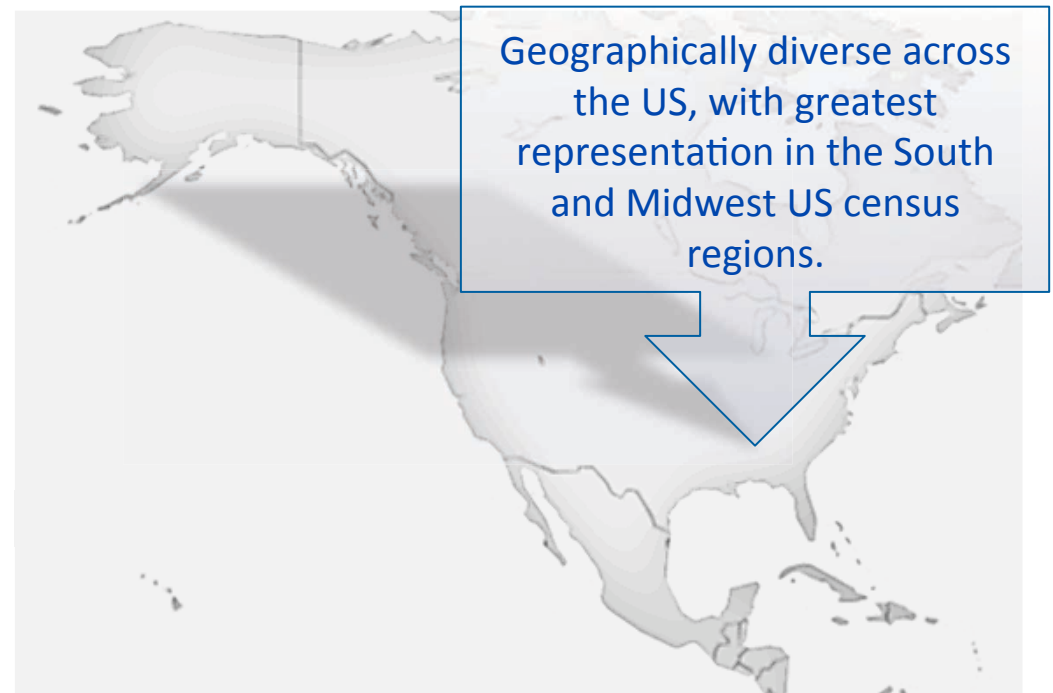 Geographically diverse across
the US, with greatest
representation in the South
and Midwest US census
regions.